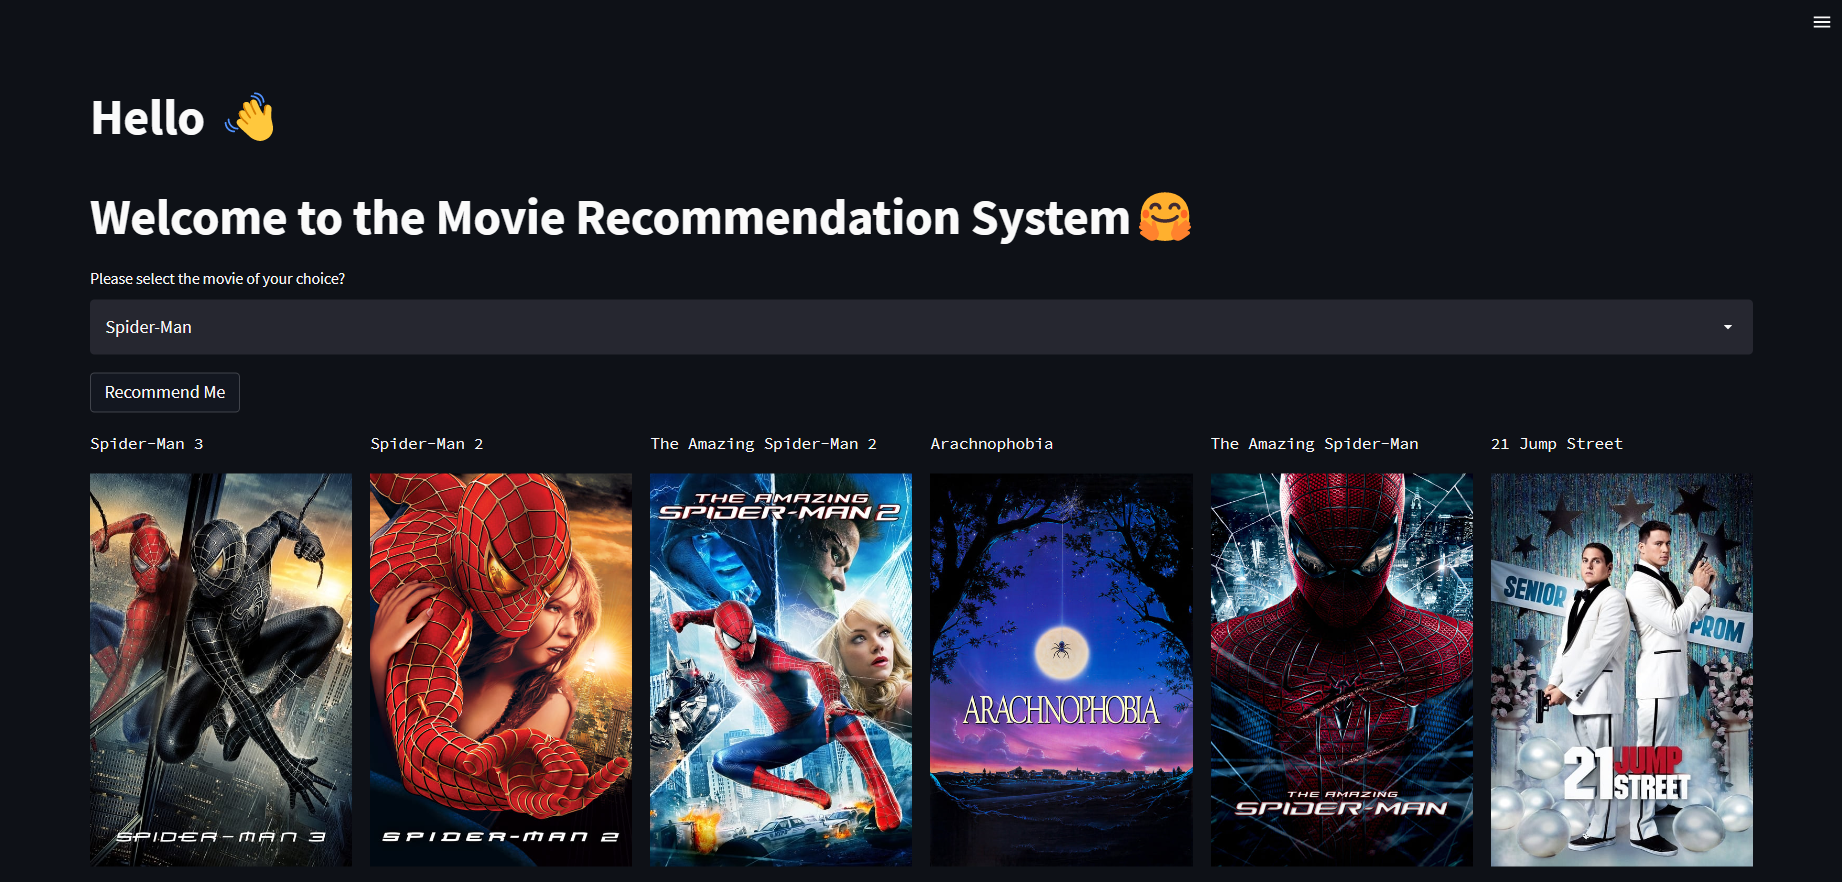 Hello 👋
Welcome to the Movie Recommendation System🤗
Please select the movie of your choice?
Spider-Man
Recommend Me
Spider-Man 3
Spider-Man 2
The Amazing Spider-Man 2
Arachnophobia
The Amazing Spider-Man
21 Jump Street
SPIDER-MAN 3
SPIDER-MAN 2
THE AMAZING
SPIDER-MAN 2
ARACHNOPHOBIA
THE AMAZING
SPIDER-MAN
SENIOR
PROM
21 JUMP
STREET